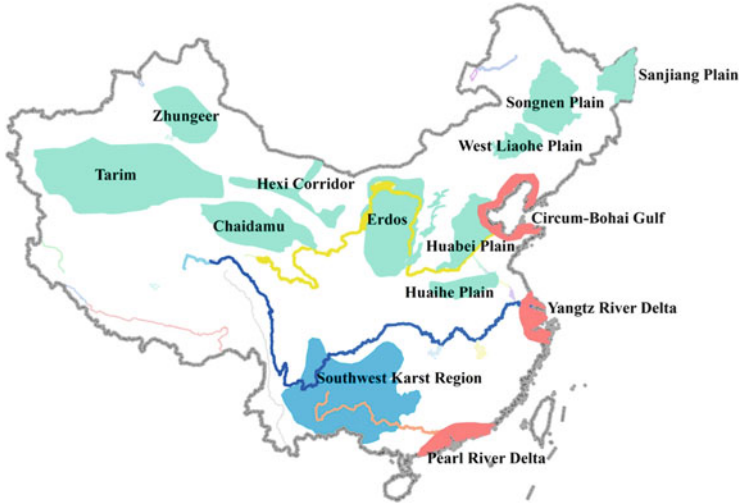 Sanjiang Plain
Songnen Plain
Zhungeer
West Liaohe Plain
Tarim
Hexi Corridor
Chaidamu
Erdos
Circum-Bohai Gulf
Huabei Plain
Huaihe Plain
Yangtz River Delta
Southwest Karst Region
Pearl River Delta